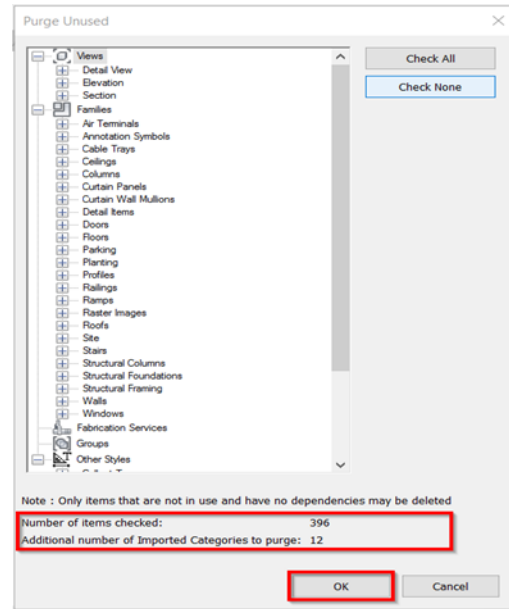 Purge Unused
Views
Detail View
Elevation
Section
Families
Air Terminals
Annotation Symbols
Cable Trays
Ceilings
Columns
Curtain Panels
Curtain Wall Mullions
Detail Items
Doors
Floors
Parking
Planting
Profiles
Railings
Ramps
Raster Images
Roofs
Site
Stairs
Structural Columns
Structural Foundations
Structural Framing
Walls
Windows
Fabrication Services
Groups
Other Styles
Check All
Check None
Note : Only items that are not in use and have no dependencies may be deleted
Number of items checked: 396
Additional number of Imported Categories to purge: 12
OK Cancel